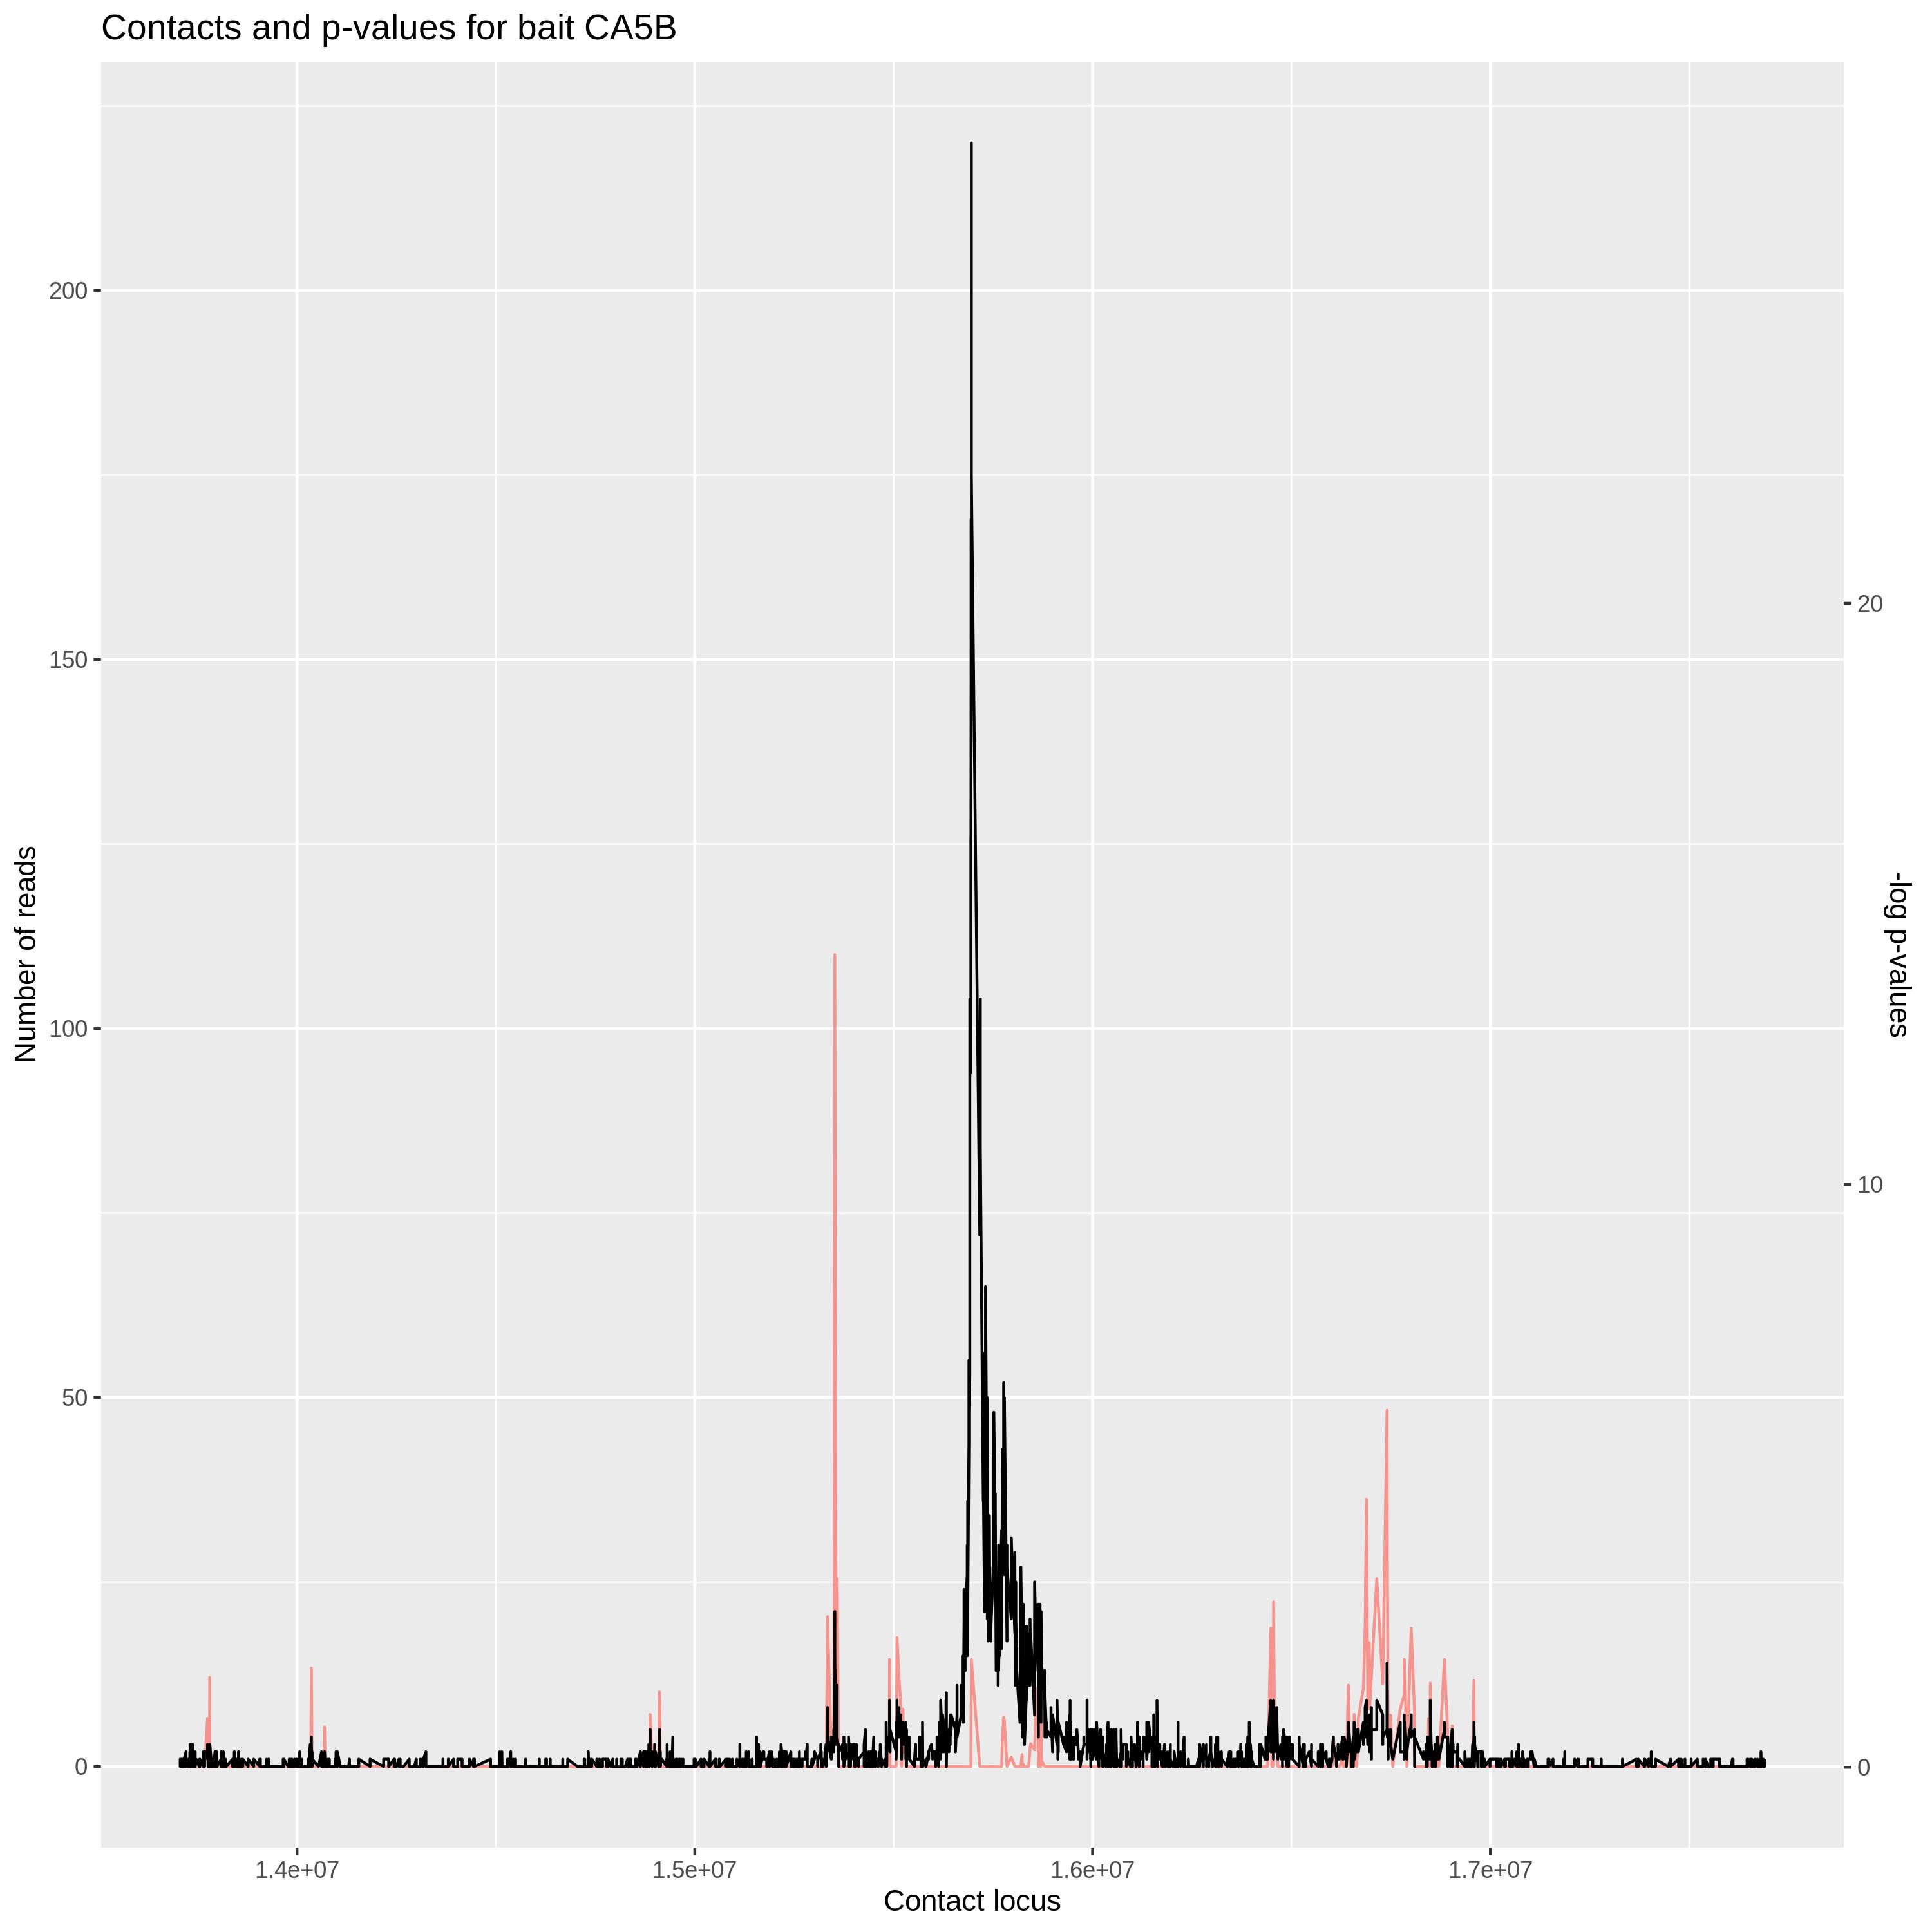 Contacts and p-values for bait CA5B
Number of reads
200
150
100
50
0
20
10
0
-log p-values
1.4e+07
1.5e+07
1.6e+07
1.7e+07
Contact locus